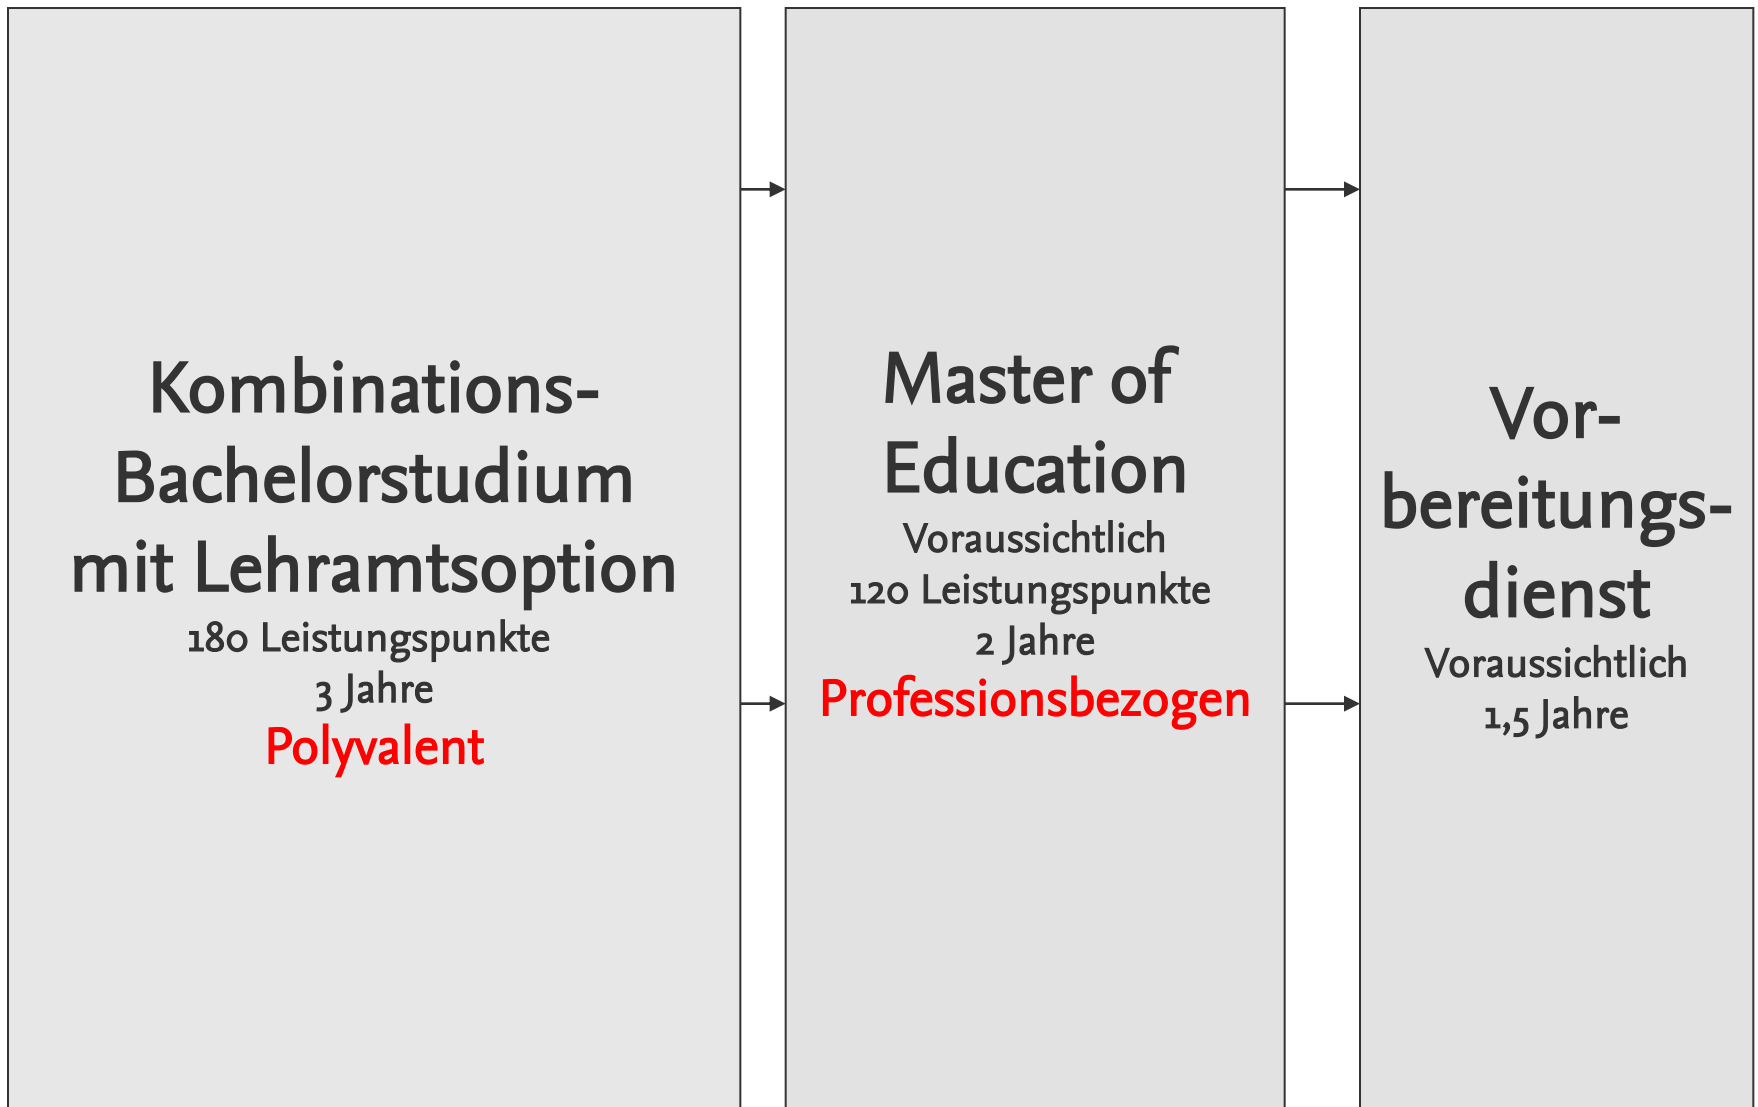 Kombinations-
Bachelorstudium
mit Lehramtsoption
180 Leistungspunkte
3 Jahre
Polyvalent
Master of
Education
Voraussichtlich
120 Leistungspunkte
2 Jahre
Professionsbezogen
Vor-
bereitungs-
dienst
Voraussichtlich
1,5 Jahre